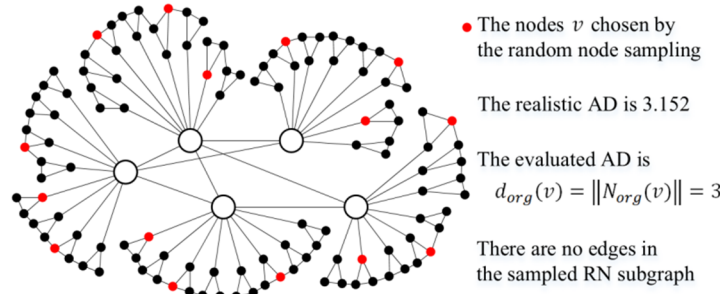 The nodes v chosen by
the random node sampling
The realistic AD is 3.152
The evaluated AD is
d_org(v) = ‖N_org(v)‖ = 3
There are no edges in
the sampled RN subgraph